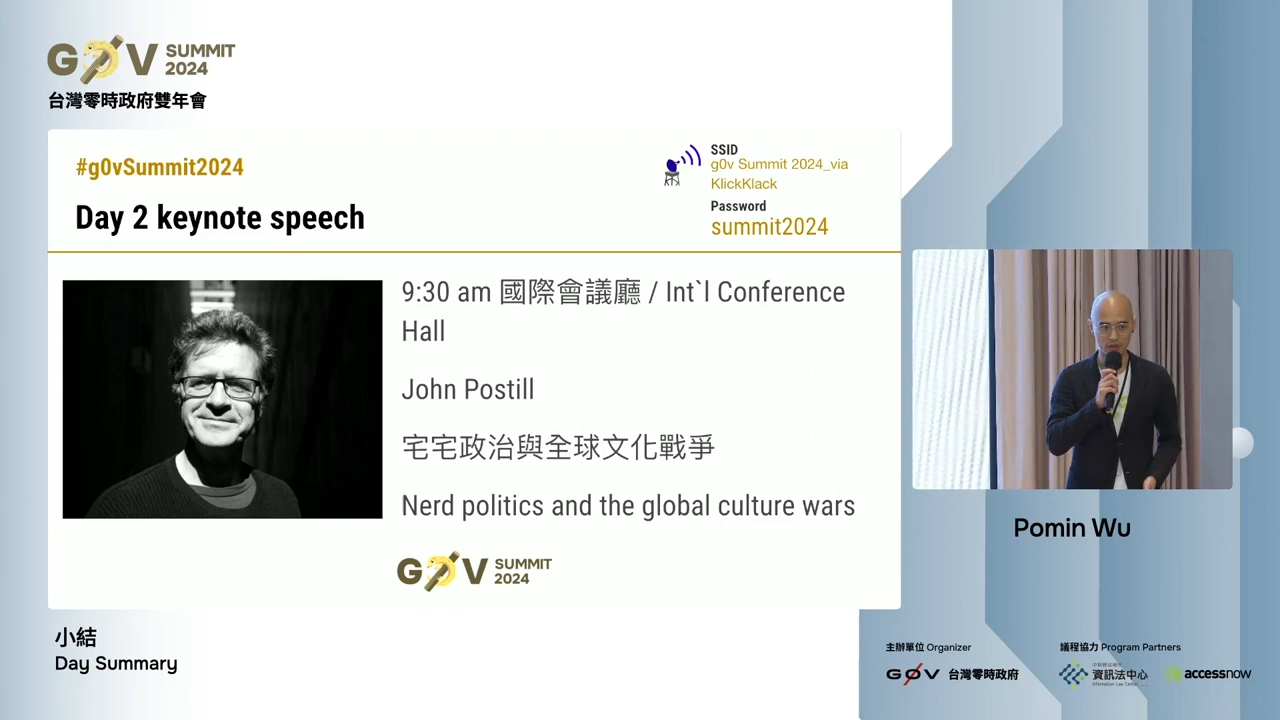 G0V SUMMIT 2024
台灣零時政府雙年會
#g0vSummit2024
Day 2 keynote speech
SSID
g0v Summit 2024_via
KlickKlack
Password
summit2024
9:30 am 國際會議廳 / Int`l Conference
Hall
John Postill
宅宅政治與全球文化戰爭
Nerd politics and the global culture wars
G0V SUMMIT 2024
Pomin Wu
小結
Day Summary
主辦單位 Organizer
G0V 台灣零時政府
議程協力 Program Partners
資訊法中心
Information Law Center
accessnow